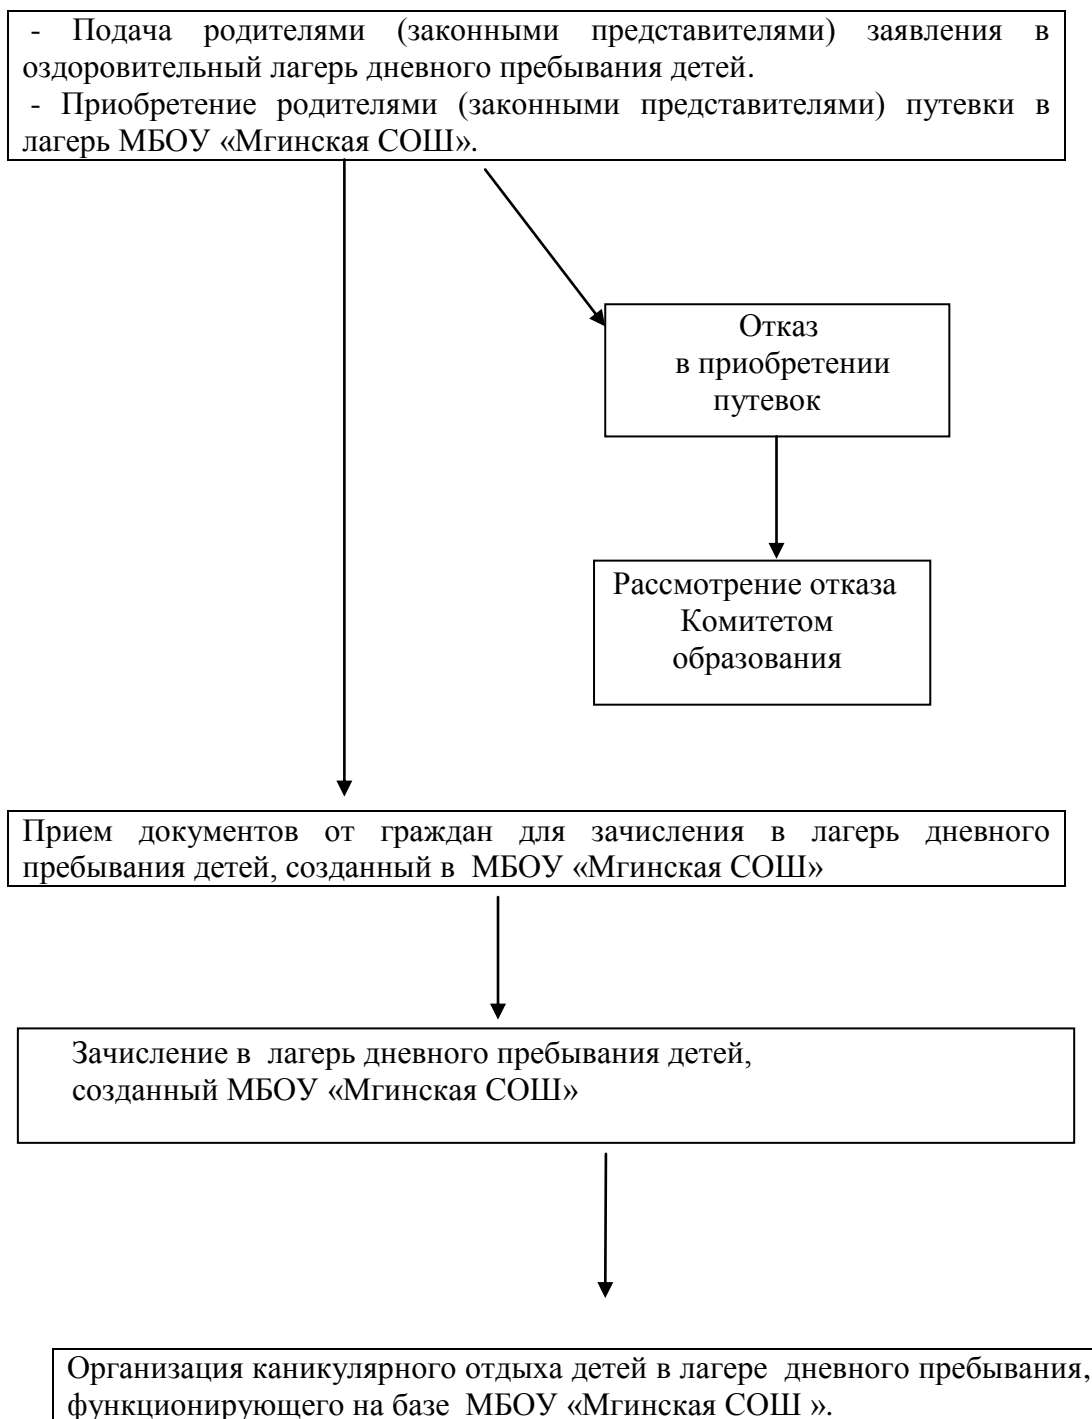 - Подача родителями (законными представителями) заявления в
оздоровительный лагерь дневного пребывания детей.
- Приобретение родителями (законными представителями) путевки в
лагерь МБОУ «Мгинская СОШ».
Отказ
в приобретении
путевок
Рассмотрение отказа
Комитетом
образования
Прием документов от граждан для зачисления в лагерь дневного
пребывания детей, созданный в МБОУ «Мгинская СОШ»
Зачисление в лагерь дневного пребывания детей,
созданный МБОУ «Мгинская СОШ»
Организация каникулярного отдыха детей в лагере дневного пребывания,
функционирующего на базе МБОУ «Мгинская СОШ ».